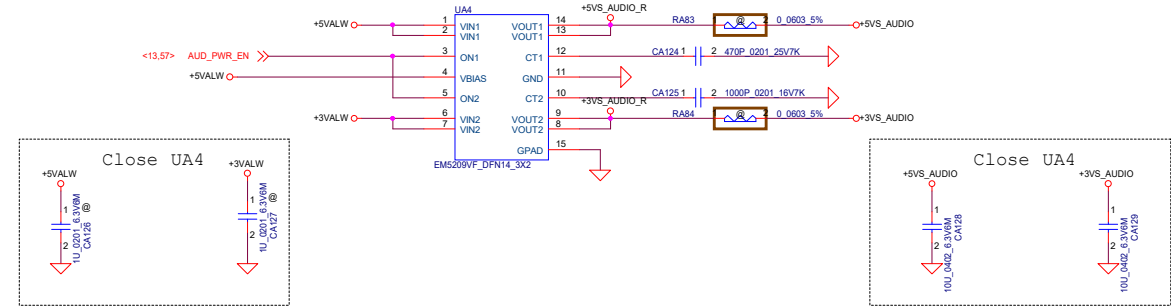 UA4
+5VALW
1 VIN1
2 VIN1
<13,57> AUD_PWR_EN
3 ON1
+5VALW
4 VBIAS
5 ON2
+3VALW
6 VIN2
7 VIN2
VOUT1 14
VOUT1 13
CT1 12
GND 11
CT2 10
VOUT2 9
VOUT2 8
GPAD 15
EM5209VF_DFN14_3X2
+5VS_AUDIO_R
RA83 1 @ 2 0_0603_5%
+5VS_AUDIO
CA124 1 2 470P_0201_25V7K
CA125 1 2 1000P_0201_16V7K
+3VS_AUDIO_R
RA84 1 @ 2 0_0603_5%
+3VS_AUDIO
Close UA4
+5VALW
1
2
1U_0201_6.3V6M
CA126
@
+3VALW
1
2
1U_0201_6.3V6M
CA127
@
Close UA4
+5VS_AUDIO
1
2
10U_0402_6.3V6M
CA128
+3VS_AUDIO
1
2
10U_0402_6.3V6M
CA129